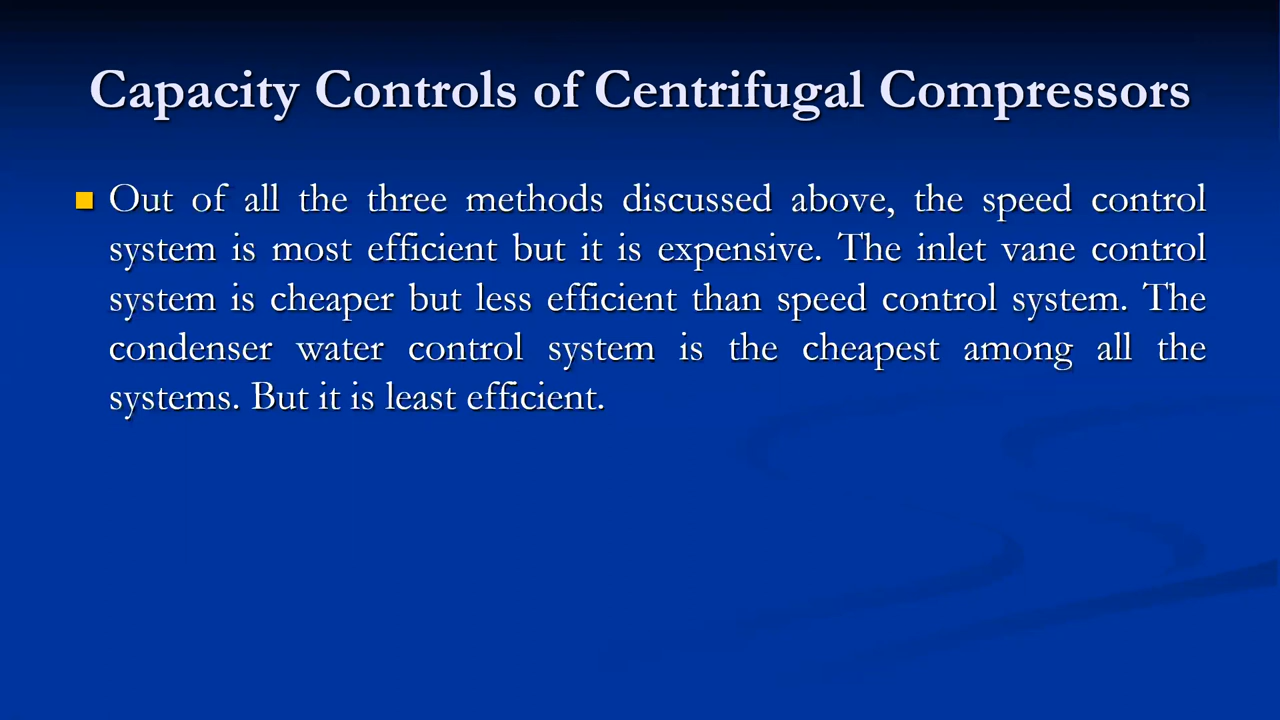 Capacity Controls of Centrifugal Compressors
Out of all the three methods discussed above, the speed control
system is most efficient but it is expensive. The inlet vane control
system is cheaper but less efficient than speed control system. The
condenser water control system is the cheapest among all the
systems. But it is least efficient.